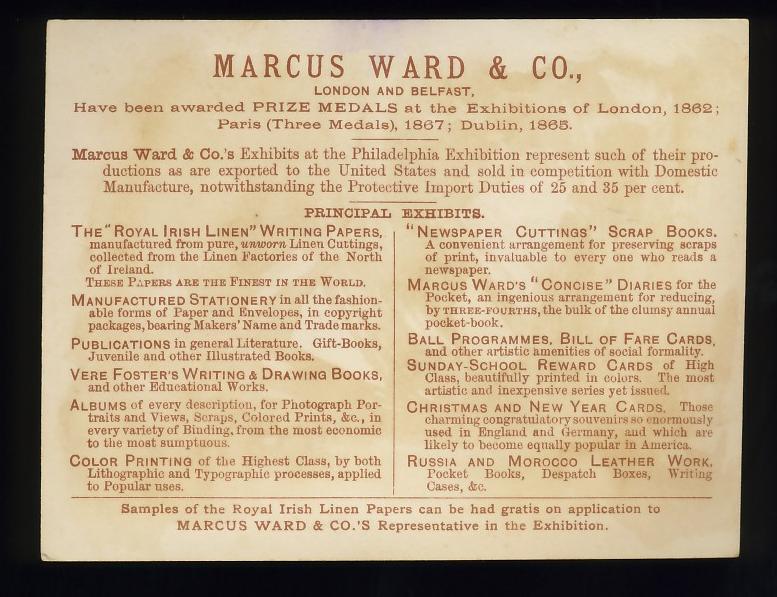 MARCUS WARD & CO.,
LONDON AND BELFAST,
Have been awarded PRIZE MEDALS at the Exhibitions of London, 1862;
Paris (Three Medals), 1867; Dublin, 1865.
Marcus Ward & Co.'s Exhibits at the Philadelphia Exhibition represent such of their pro-
ductions as are exported to the United States and sold in competition with Domestic
Manufacture, notwithstanding the Protective Import Duties of 25 and 35 per cent.
PRINCIPAL EXHIBITS.
THE "ROYAL IRISH LINEN" WRITING PAPERS,
manufactured from pure, unworn Linen Cuttings,
collected from the Linen Factories of the North
of Ireland.
THESE PAPERS ARE THE FINEST IN THE WORLD.
MANUFACTURED STATIONERY in all the fashion-
able forms of Paper and Envelopes, in copyright
packages, bearing Makers' Name and Trade marks.
PUBLICATIONS in general Literature. Gift-Books,
Juvenile and other Illustrated Books.
VERE FOSTER'S WRITING & DRAWING BOOKS,
and other Educational Works.
ALBUMS of every description, for Photograph Por-
traits and Views, Scraps, Colored Prints, &c., in
every variety of Binding, from the most economic
to the most sumptuous.
COLOR PRINTING of the Highest Class, by both
Lithographic and Typographic processes, applied
to Popular uses.
"NEWSPAPER CUTTINGS" SCRAP BOOKS.
A convenient arrangement for preserving scraps
of print, invaluable to every one who reads a
newspaper.
MARCUS WARD'S "CONCISE" DIARIES for the
Pocket, an ingenious arrangement for reducing,
by THREE-FOURTHS, the bulk of the clumsy annual
pocket-book.
BALL PROGRAMMES, BILL OF FARE CARDS,
and other artistic amenities of social formality.
SUNDAY-SCHOOL REWARD CARDS of High
Class, beautifully printed in colors. The most
artistic and inexpensive series yet issued.
CHRISTMAS AND NEW YEAR CARDS. Those
charming congratulatory souvenirs so enormously
used in England and Germany, and which are
likely to become equally popular in America.
RUSSIA AND MOROCCO LEATHER WORK,
Pocket Books, Despatch Boxes, Writing
Cases, &c.
Samples of the Royal Irish Linen Papers can be had gratis on application to
MARCUS WARD & CO.'S Representative in the Exhibition.